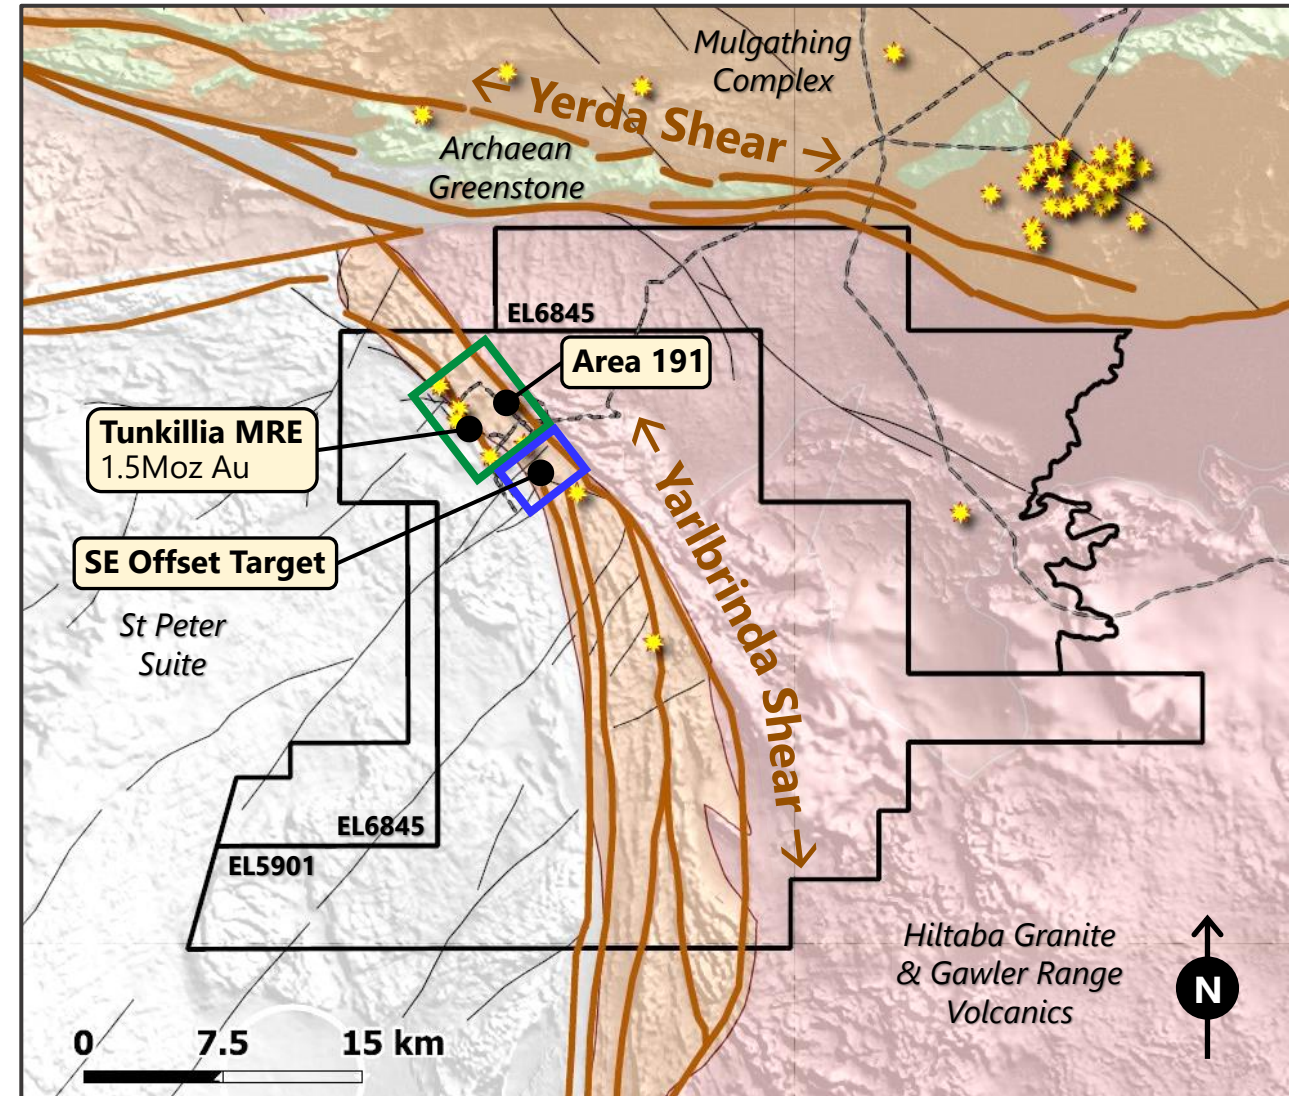 Mulgathing
Complex
← Yerda Shear →
Archaean
Greenstone
EL6845
Area 191
Tunkillia MRE
1.5Moz Au
← Yarlbrinda Shear →
SE Offset Target
St Peter
Suite
EL6845
EL5901
Hiltaba Granite
& Gawler Range
Volcanics
N
0 7.5 15 km